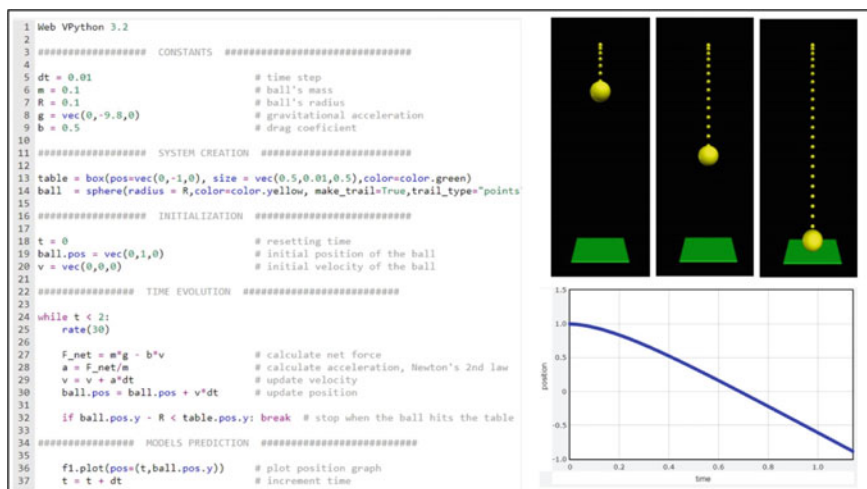 1 Web VPython 3.2
2
3 ################## CONSTANTS ###############################
4
5 dt = 0.01 # time step
6 m = 0.1 # ball's mass
7 R = 0.1 # ball's radius
8 g = vec(0,-9.8,0) # gravitational acceleration
9 b = 0.5 # drag coeficient
10
11 ################## SYSTEM CREATION #########################
12
13 table = box(pos=vec(0,-1,0), size = vec(0.5,0.01,0.5),color=color.green)
14 ball = sphere(radius = R,color=color.yellow, make_trail=True,trail_type="points"
15
16 ################## INITIALIZATION ##########################
17
18 t = 0 # resetting time
19 ball.pos = vec(0,1,0) # initial position of the ball
20 v = vec(0,0,0) # initial velocity of the ball
21
22 ################ TIME EVOLUTION ##########################
23
24 while t < 2:
25 rate(30)
26
27 F_net = m*g - b*v # calculate net force
28 a = F_net/m # calculate acceleration, Newton's 2nd law
29 v = v + a*dt # update velocity
30 ball.pos = ball.pos + v*dt # update position
31
32 if ball.pos.y - R < table.pos.y: break # stop when the ball hits the table
33
34 ################ MODELS PREDICTION ##########################
35
36 f1.plot(pos=(t,ball.pos.y)) # plot position graph
37 t = t + dt # increment time
1.5
1.0
0.5
0
-0.5
-1.0
position
0 0.2 0.4 0.6 0.8 1.0
time